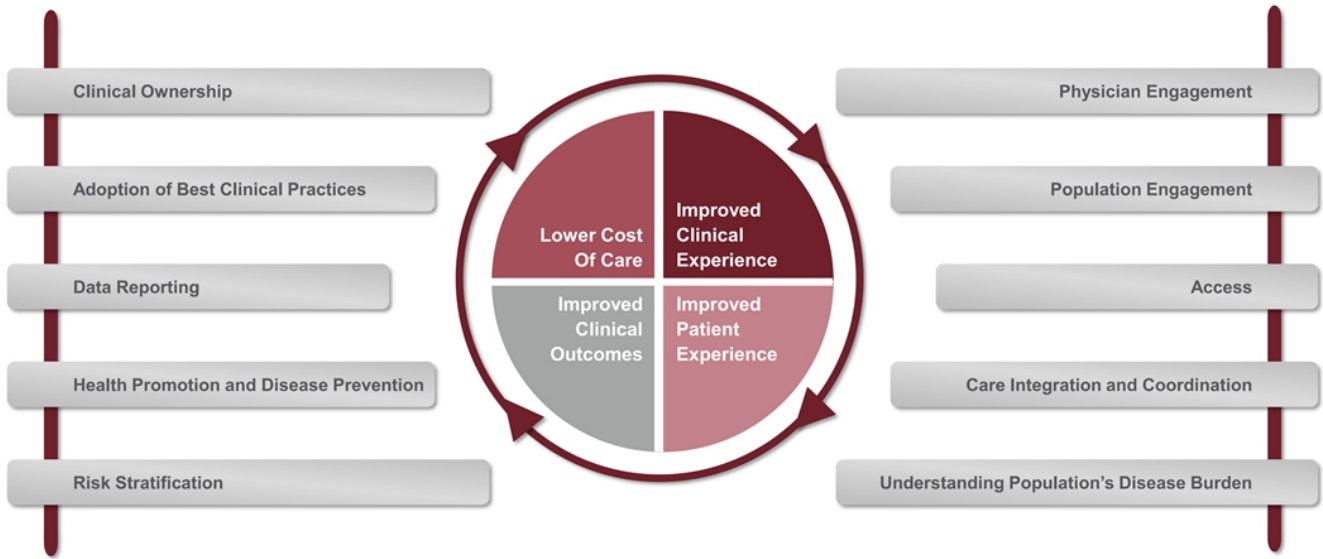 Clinical Ownership
Adoption of Best Clinical Practices
Data Reporting
Health Promotion and Disease Prevention
Risk Stratification
Lower Cost
Of Care
Improved
Clinical
Experience
Improved
Clinical
Outcomes
Improved
Patient
Experience
Physician Engagement
Population Engagement
Access
Care Integration and Coordination
Understanding Population’s Disease Burden